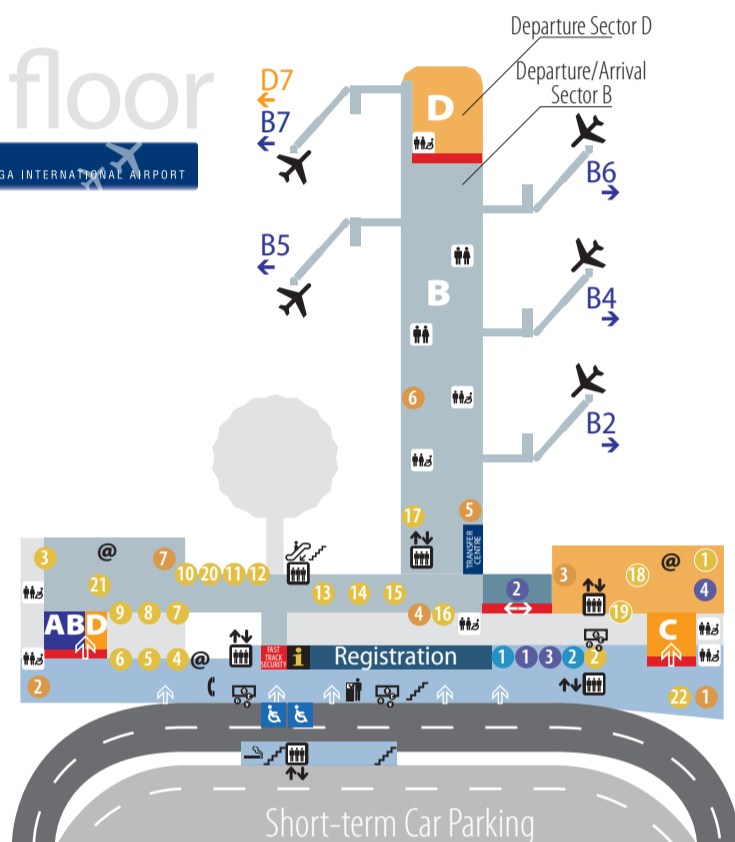 Departure Sector D
floor
Departure/Arrival
Sector B
D7
D
B7
GA INTERNATIONAL AIRPORT
B6
B5
B
B4
6
B2
17
5
TRANSFER
CENTRE
3
@
7
10 20 11 12
@
1
3
18
21
2
4
13 14 15
9 8 7
4 16
19
ABD
C
6 5 4 @
FAST
TRACK
SECURITY
i
Registration
1 1 3 2 2
2
22 1
Short-term Car Parking